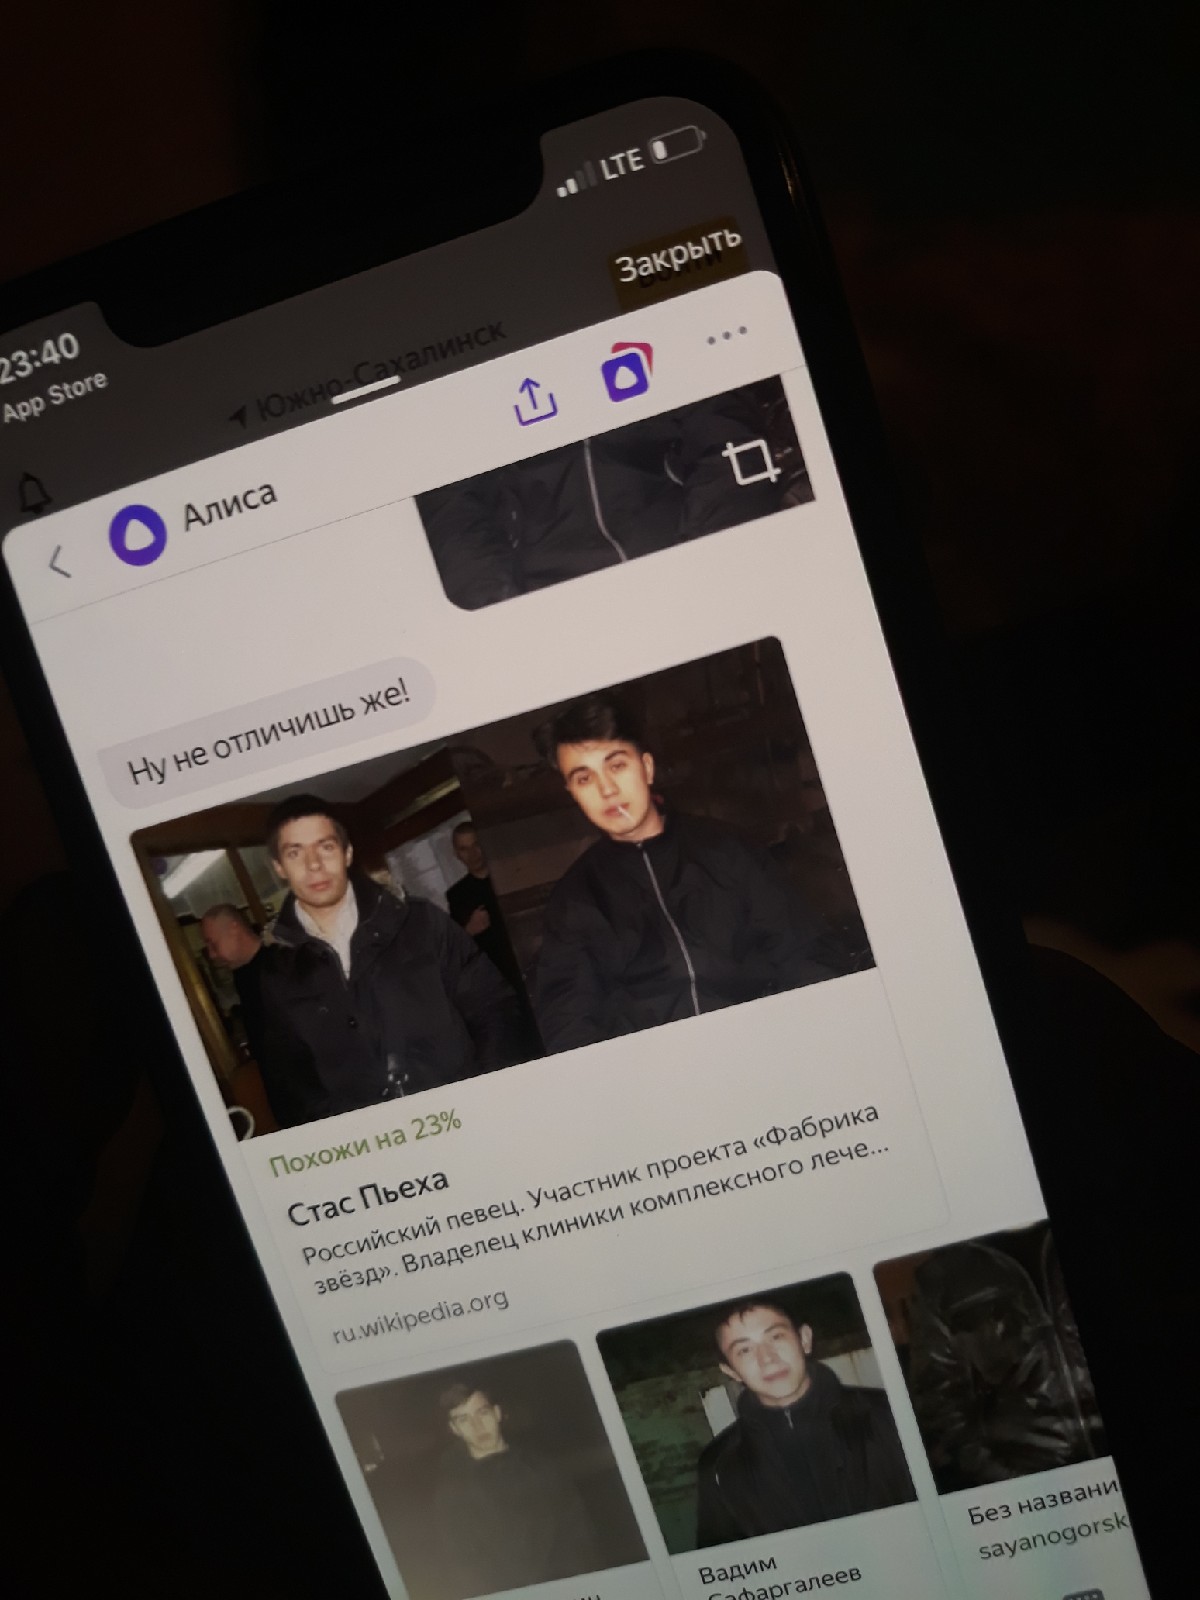 LTE
23:40
App Store
Закрыть
Южно-Сахалинск
Алиса
Ну не отличишь же!
Похожи на 23%
Стас Пьеха
Российский певец. Участник проекта «Фабрика
звёзд». Владелец клиники комплексного лече...
ru.wikipedia.org
Вадим
Сафаргалеев
Без названи
sayanogorsk